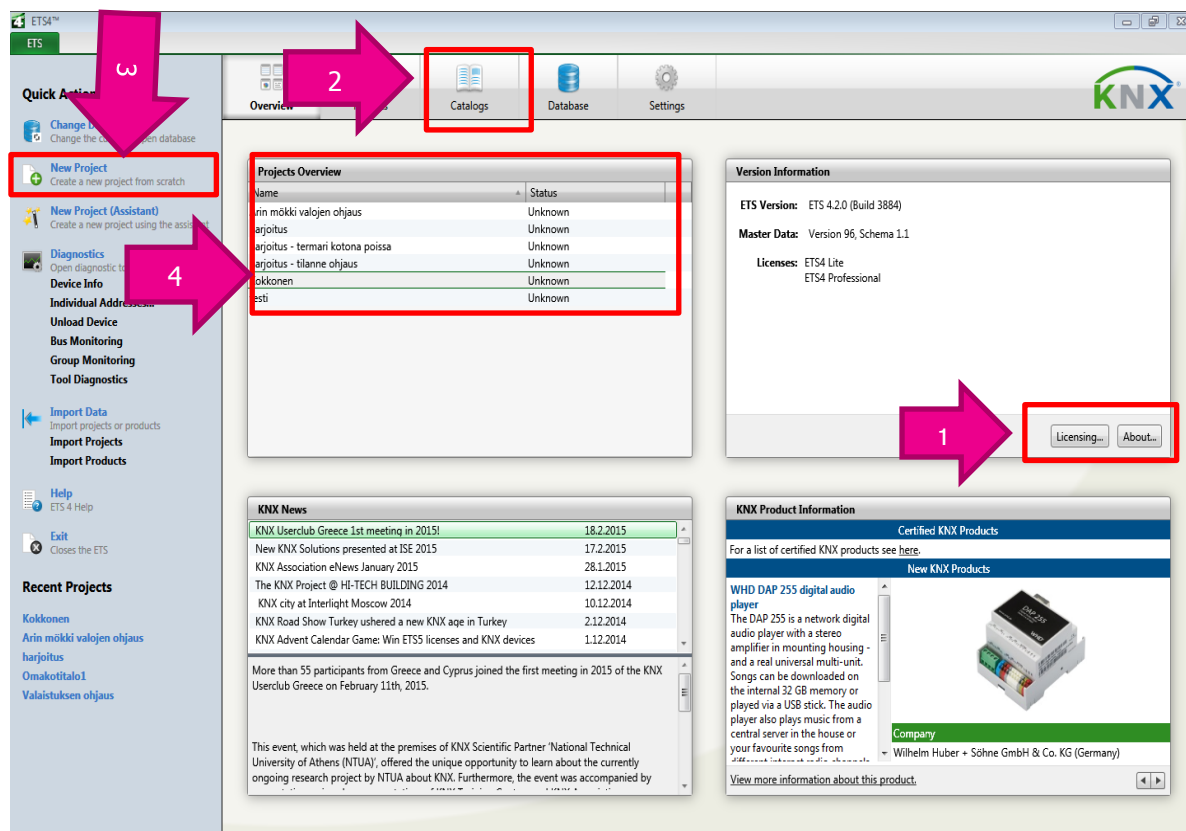 ETS4™
ETS
3
2
Quick Action
Overview
Catalogs
Database
Settings
KNX
Change
Change the open database
New Project
Create a new project from scratch
New Project (Assistant)
Create a new project using the
Diagnostics
Open diagnostic
Device Info
Individual Addresses...
Unload Device
Bus Monitoring
Group Monitoring
Tool Diagnostics
Import Data
Import projects or products
Import Projects
Import Products
Help
ETS 4 Help
Exit
Closes the ETS
Recent Projects
Kokkonen
Arin mökki valojen ohjaus
harjoitus
Omakotitalo1
Valaistuksen ohjaus
4
Projects Overview
Name Status
Arin mökki valojen ohjaus Unknown
harjoitus Unknown
harjoitus - termari kotona poissa Unknown
harjoitus - tilanne ohjaus Unknown
Kokkonen Unknown
testi Unknown
Version Information
ETS Version: ETS 4.2.0 (Build 3884)
Master Data: Version 96, Schema 1.1
Licenses: ETS4 Lite
ETS4 Professional
1
Licensing... About...
KNX News
KNX Userclub Greece 1st meeting in 2015! 18.2.2015
New KNX Solutions presented at ISE 2015 17.2.2015
KNX Association eNews January 2015 28.1.2015
The KNX Project @ HI-TECH BUILDING 2014 12.12.2014
KNX city at Interlight Moscow 2014 10.12.2014
KNX Road Show Turkey ushered a new KNX age in Turkey 2.12.2014
KNX Advent Calendar Game: Win ETS5 licenses and KNX devices 1.12.2014
More than 55 participants from Greece and Cyprus joined the first meeting in 2015 of the KNX
Userclub Greece on February 11th, 2015.
This event, which was held at the premises of KNX Scientific Partner 'National Technical
University of Athens (NTUA)', offered the unique opportunity to learn about the currently
ongoing research project by NTUA about KNX. Furthermore, the event was accompanied by
KNX Product Information
Certified KNX Products
For a list of certified KNX products see here.
New KNX Products
WHD DAP 255 digital audio
player
The DAP 255 is a network digital
audio player with a stereo
amplifier in mounting housing -
and a real universal multi-unit.
Songs can be downloaded on
the internal 32 GB memory or
played via a USB stick. The audio
player also plays music from a
central server in the house or
your favourite songs from
different internet radio channels
DAP 255
WHD
Company
Wilhelm Huber + Söhne GmbH & Co. KG (Germany)
View more information about this product.